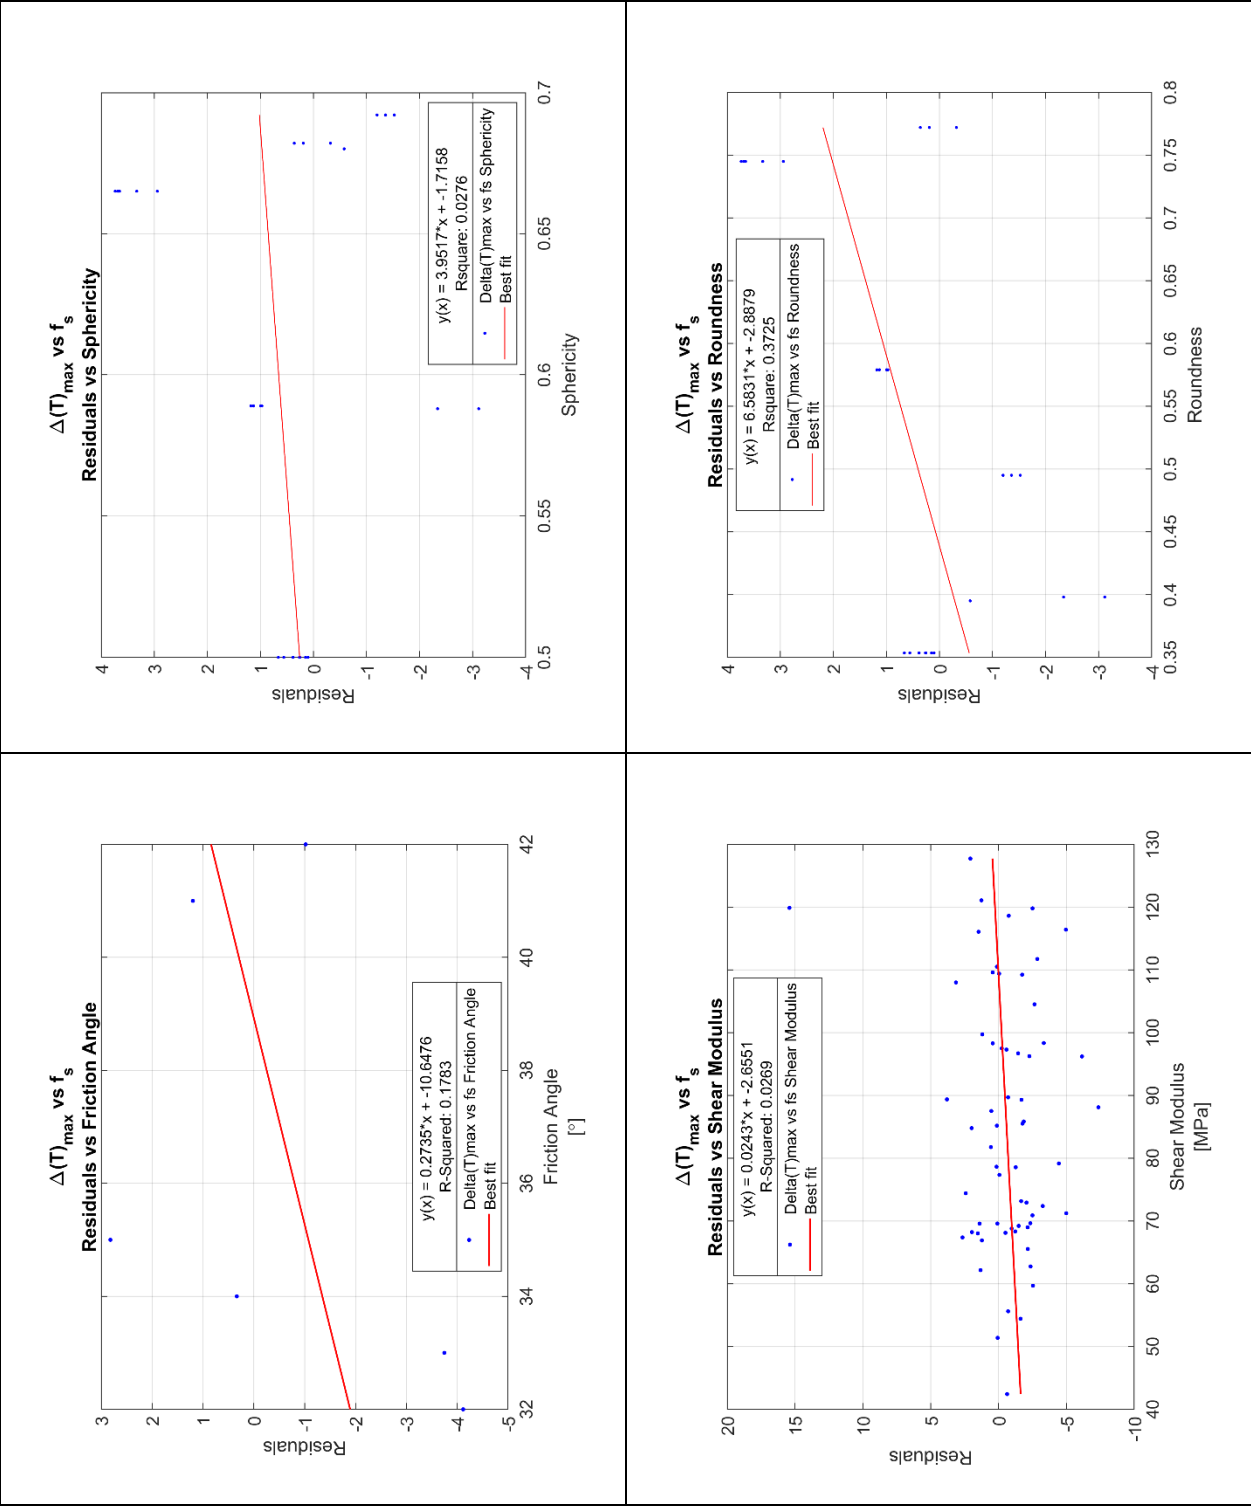 Δ(T)max vs fs
Residuals vs Friction Angle
3
2
1
0
-1
-2
-3
-4
-5
Residuals
y(x) = 0.2735*x + -10.6476
R-Squared: 0.1783
Delta(T)max vs fs Friction Angle
Best fit
32 34 36 38 40 42
Friction Angle
[°]
Δ(T)max vs fs
Residuals vs Sphericity
4
3
2
1
0
-1
-2
-3
-4
Residuals
y(x) = 3.9517*x + -1.7158
Rsquare: 0.0276
Delta(T)max vs fs Sphericity
Best fit
0.5 0.55 0.6 0.65 0.7
Sphericity
Δ(T)max vs fs
Residuals vs Shear Modulus
20
15
10
5
0
-5
-10
Residuals
y(x) = 0.0243*x + -2.6551
R-Squared: 0.0269
Delta(T)max vs fs Shear Modulus
Best fit
40 50 60 70 80 90 100 110 120 130
Shear Modulus
[MPa]
Δ(T)max vs fs
Residuals vs Roundness
4
3
2
1
0
-1
-2
-3
-4
Residuals
y(x) = 6.5831*x + -2.8879
Rsquare: 0.3725
Delta(T)max vs fs Roundness
Best fit
0.35 0.4 0.45 0.5 0.55 0.6 0.65 0.7 0.75 0.8
Roundness